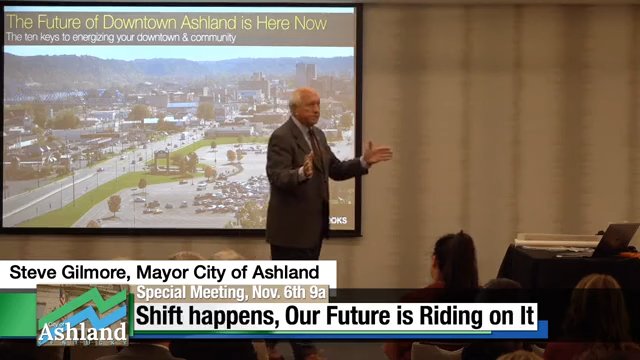 The Future of Downtown Ashland is Here Now
The ten keys to energizing your downtown & community
OKS
Steve Gilmore, Mayor City of Ashland
Special Meeting, Nov. 6th 9a
Shift happens, Our Future is Riding on It
Ashland